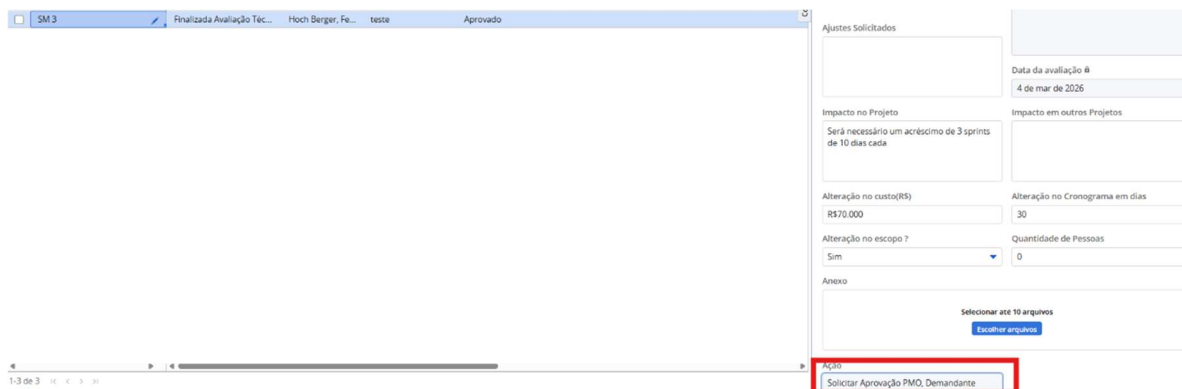 SM 3 Finalizada Avaliação Téc... Hoch Berger, Fe... teste Aprovado
Ajustes Solicitados
Data da avaliação
4 de mar de 2026
Impacto no Projeto Impacto em outros Projetos
Será necessário um acréscimo de 3 sprints
de 10 dias cada
Alteração no custo(R$) Alteração no Cronograma em dias
R$70.000 30
Alteração no escopo ? Quantidade de Pessoas
Sim 0
Anexo
Selecionar até 10 arquivos
Escolher arquivos
Ação
Solicitar Aprovação PMO, Demandante
1-3 de 3